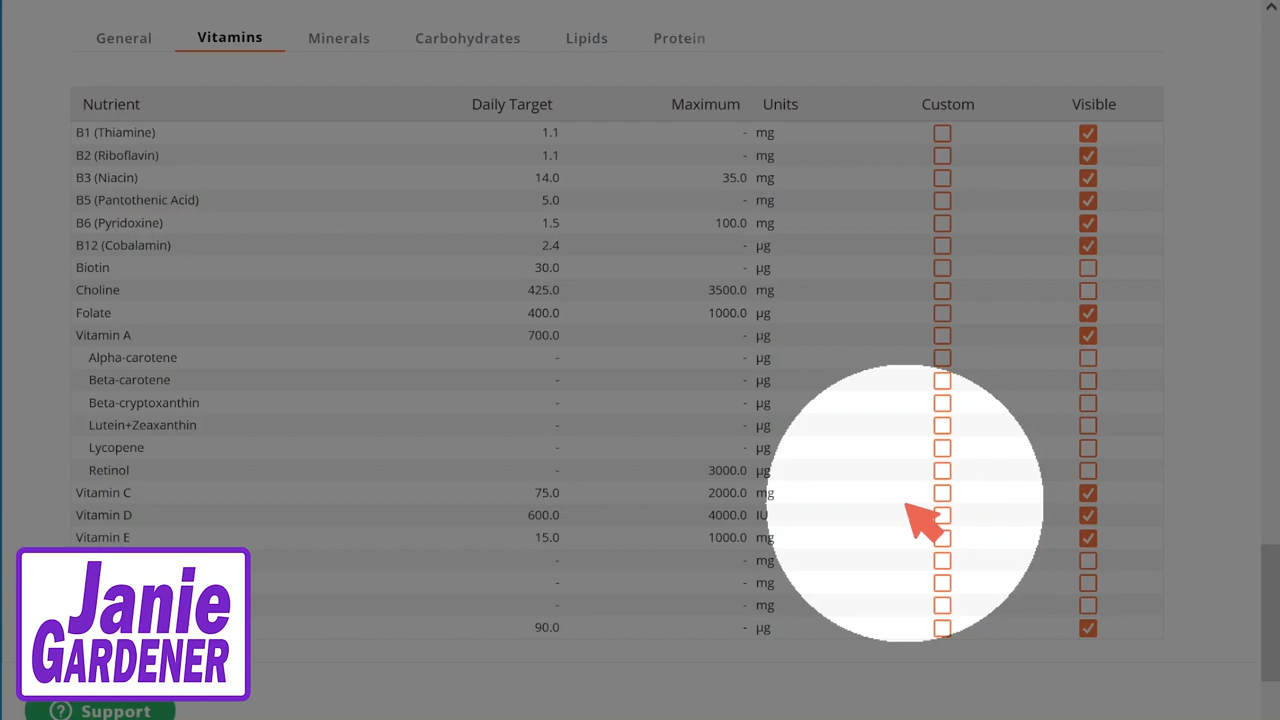 General Vitamins Minerals Carbohydrates Lipids Protein
Nutrient Daily Target Maximum Units Custom Visible
B1 (Thiamine) 1.1 - mg
B2 (Riboflavin) 1.1 - mg
B3 (Niacin) 14.0 35.0 mg
B5 (Pantothenic Acid) 5.0 - mg
B6 (Pyridoxine) 1.5 100.0 mg
B12 (Cobalamin) 2.4 - µg
Biotin 30.0 - µg
Choline 425.0 3500.0 mg
Folate 400.0 1000.0 µg
Vitamin A 700.0 - µg
Alpha-carotene - - µg
Beta-carotene - - µg
Beta-cryptoxanthin - - µg
Lutein+Zeaxanthin - - µg
Lycopene - - µg
Retinol - 3000.0 µg
Vitamin C 75.0 2000.0 mg
Vitamin D 600.0 4000.0 IU
Vitamin E 15.0 1000.0 mg
- - mg
- - mg
- - mg
90.0 - µg
Janie
GARDENER
? Support